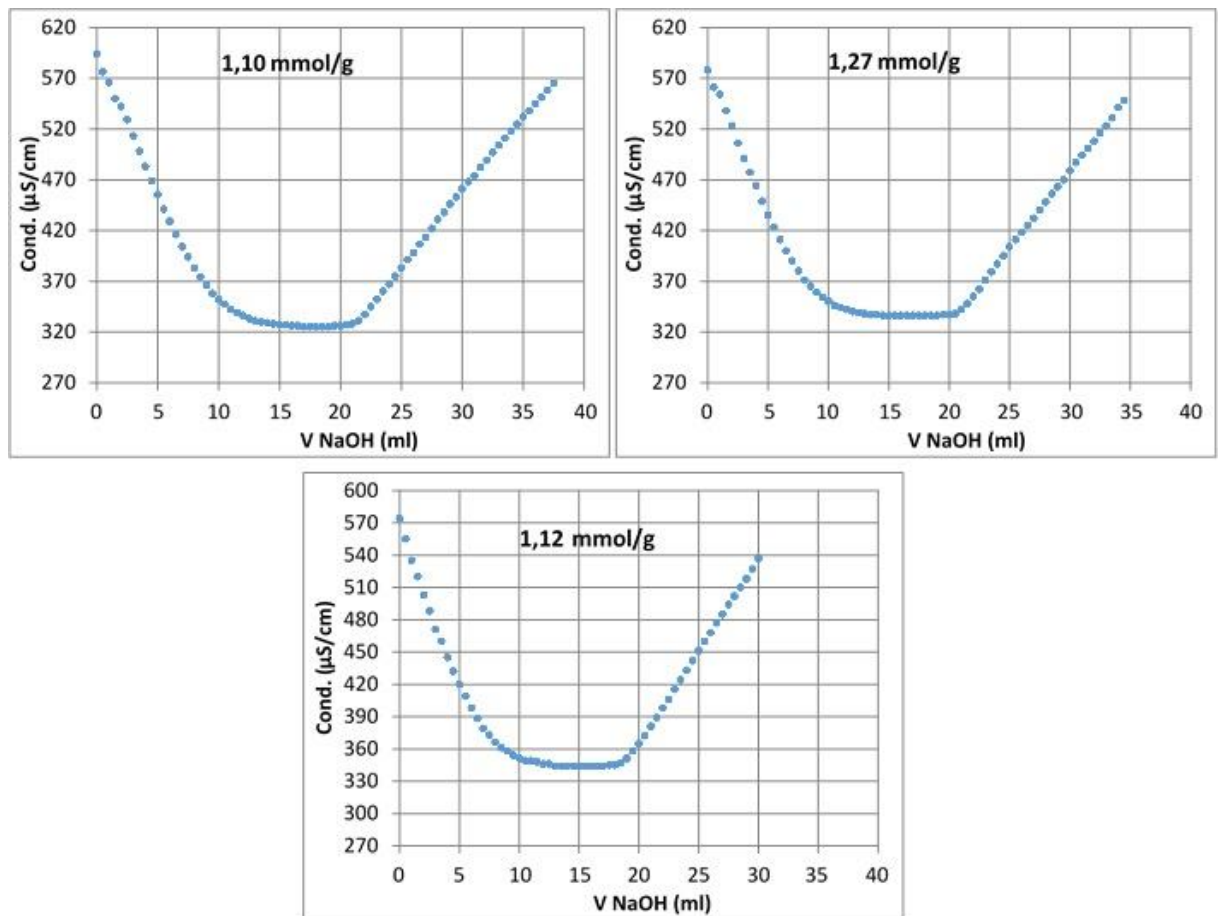 620
570
520
470
420
370
320
270
Cond. (µS/cm)
1,10 mmol/g
0 5 10 15 20 25 30 35 40
V NaOH (ml)
620
570
520
470
420
370
320
270
Cond. (µS/cm)
1,27 mmol/g
0 5 10 15 20 25 30 35 40
V NaOH (ml)
600
570
540
510
480
450
420
390
360
330
300
270
Cond. (µS/cm)
1,12 mmol/g
0 5 10 15 20 25 30 35 40
V NaOH (ml)